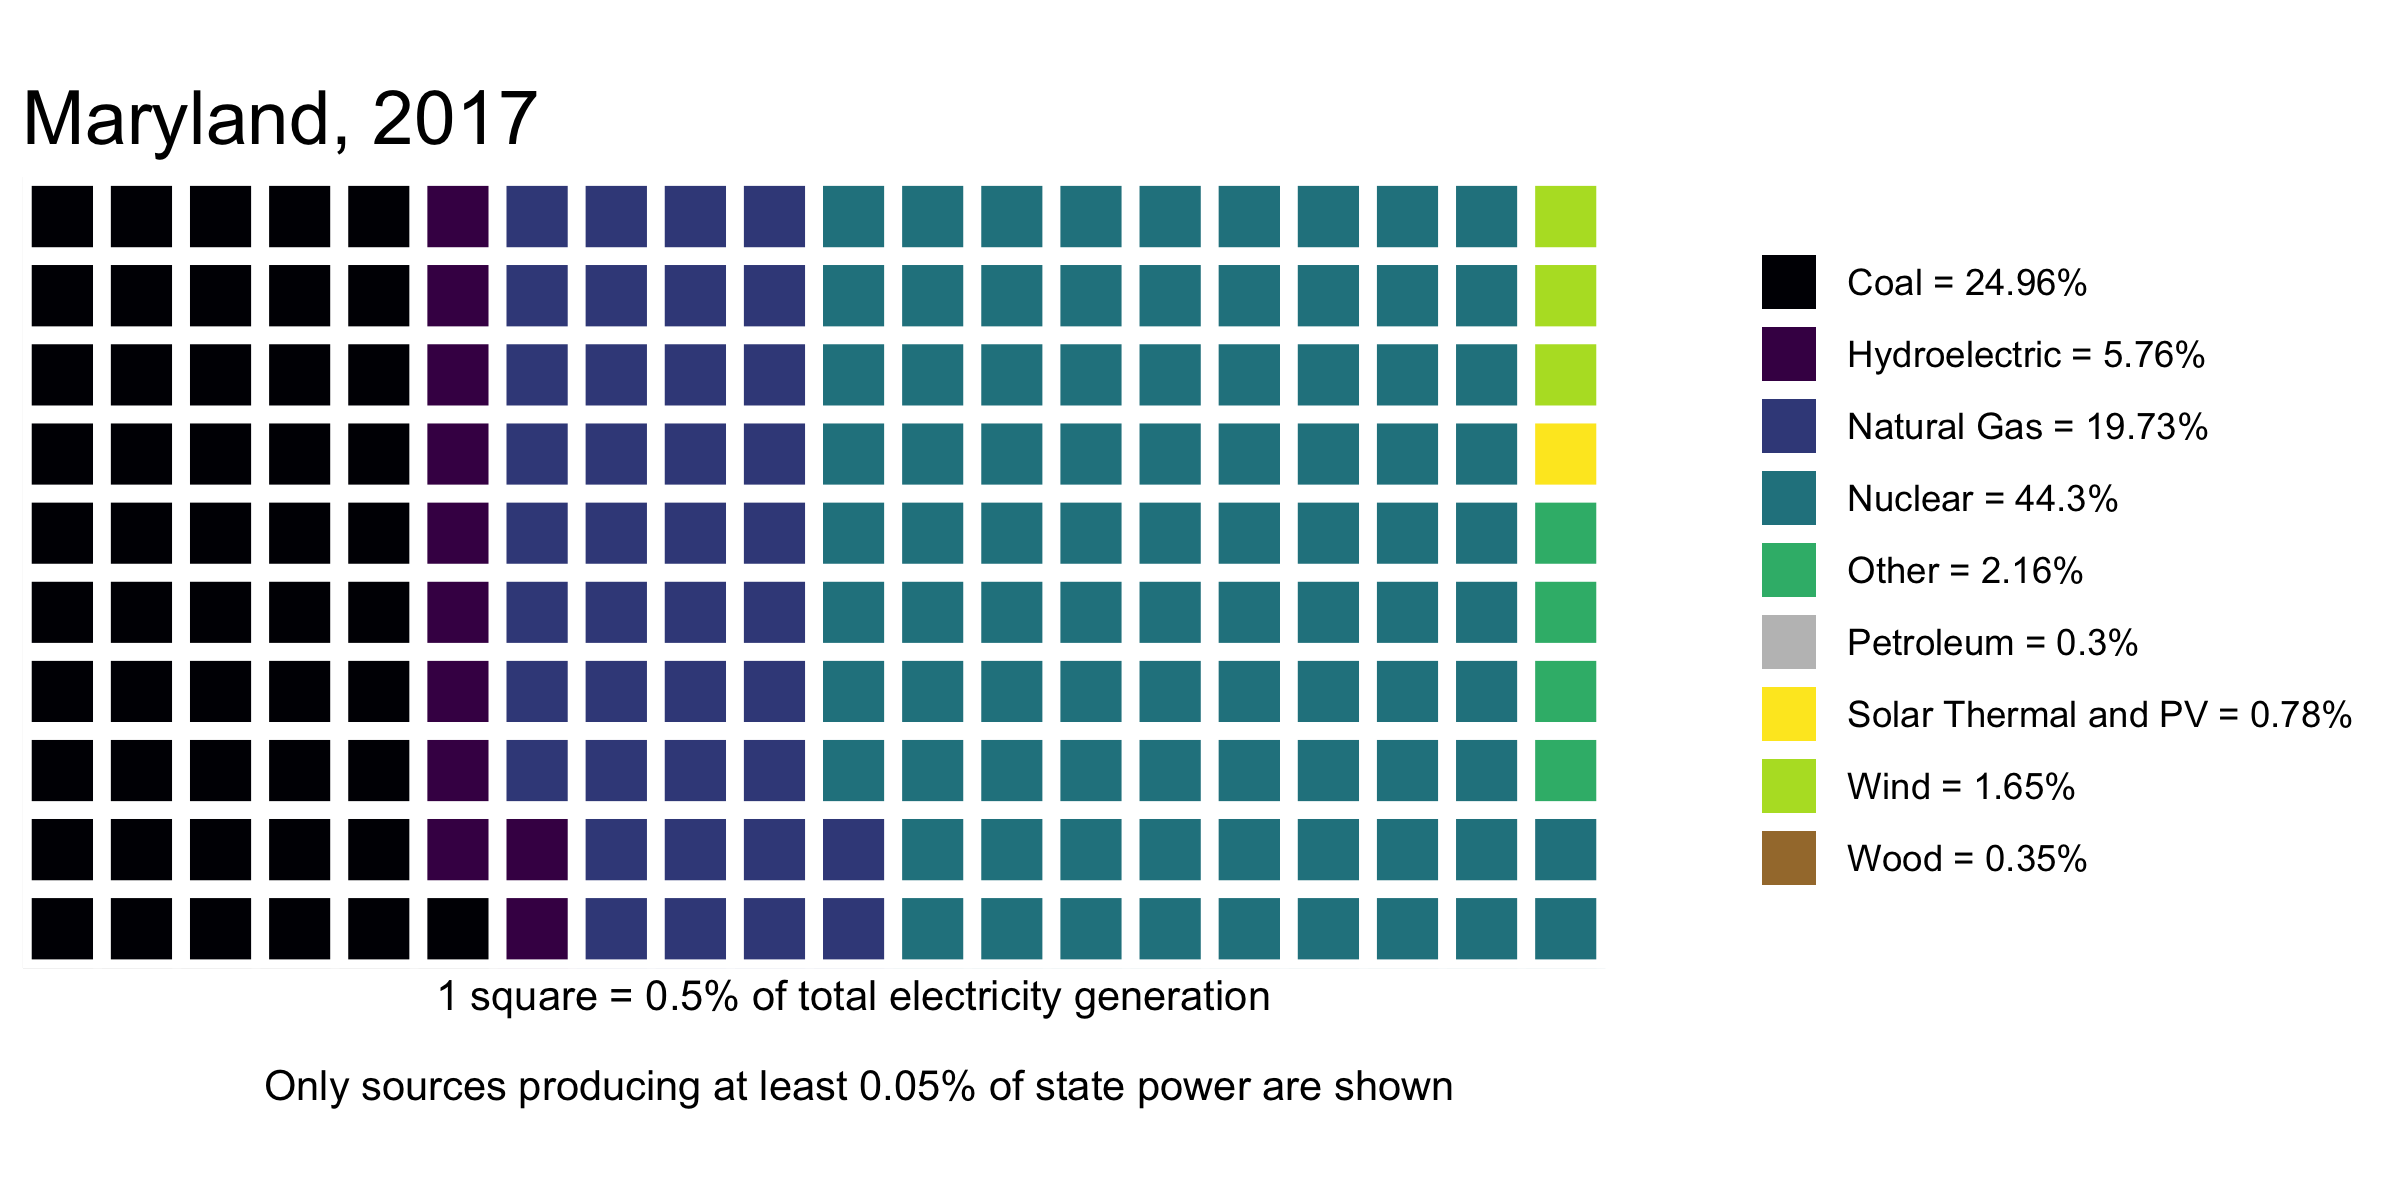 Maryland, 2017
Coal = 24.96%
Hydroelectric = 5.76%
Natural Gas = 19.73%
Nuclear = 44.3%
Other = 2.16%
Petroleum = 0.3%
Solar Thermal and PV = 0.78%
Wind = 1.65%
Wood = 0.35%
1 square = 0.5% of total electricity generation
Only sources producing at least 0.05% of state power are shown